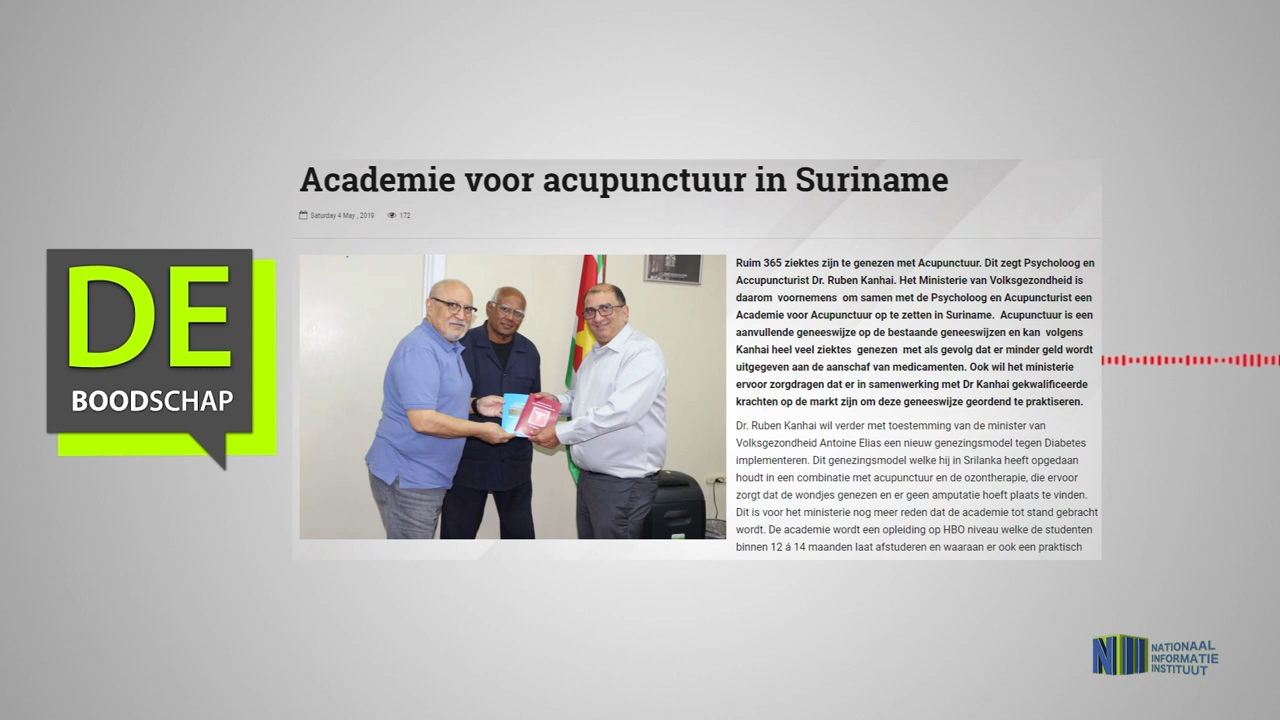 Academie voor acupunctuur in Suriname
Saturday 4 May , 2019 172
DE
BOODSCHAP
Ruim 365 ziektes zijn te genezen met Acupunctuur. Dit zegt Psycholoog en
Accupuncturist Dr. Ruben Kanhai. Het Ministerie van Volksgezondheid is
daarom voornemens om samen met de Psycholoog en Acupuncturist een
Academie voor Acupunctuur op te zetten in Suriname. Acupunctuur is een
aanvullende geneeswijze op de bestaande geneeswijzen en kan volgens
Kanhai heel veel ziektes genezen met als gevolg dat er minder geld wordt
uitgegeven aan de aanschaf van medicamenten. Ook wil het ministerie
ervoor zorgdragen dat er in samenwerking met Dr Kanhai gekwalificeerde
krachten op de markt zijn om deze geneeswijze geordend te praktiseren.
Dr. Ruben Kanhai wil verder met toestemming van de minister van
Volksgezondheid Antoine Elias een nieuw genezingsmodel tegen Diabetes
implementeren. Dit genezingsmodel welke hij in Srilanka heeft opgedaan
houdt in een combinatie met acupunctuur en de ozontherapie, die ervoor
zorgt dat de wondjes genezen en er geen amputatie hoeft plaats te vinden.
Dit is voor het ministerie nog meer reden dat de academie tot stand gebracht
wordt. De academie wordt een opleiding op HBO niveau welke de studenten
binnen 12 á 14 maanden laat afstuderen en waaraan er ook een praktisch
NII
NATIONAAL
INFORMATIE
INSTITUUT